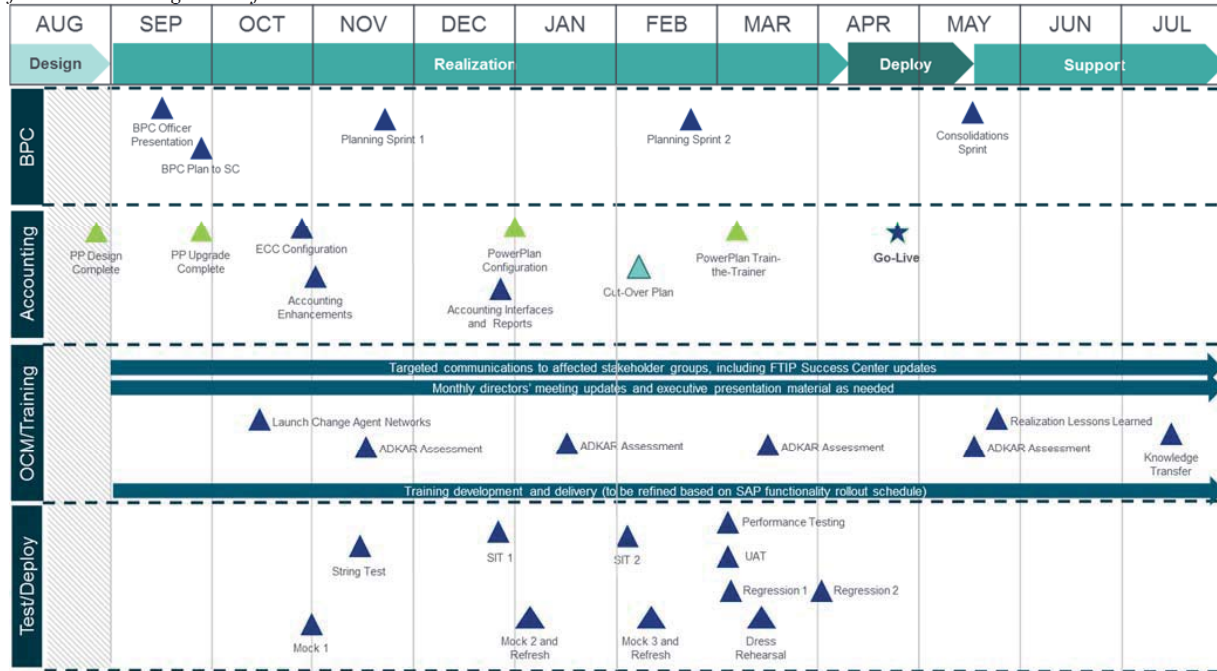 AUG SEP OCT NOV DEC JAN FEB MAR APR MAY JUN JUL
Design Realization Deploy Support
BPC
BPC Officer
Presentation
BPC Plan to SC
Planning Sprint 1
Planning Sprint 2
Consolidations
Sprint
Accounting
PP Design
Complete
PP Upgrade
Complete
ECC Configuration
Accounting
Enhancements
PowerPlan
Configuration
Accounting Interfaces
and Reports
Cut-Over Plan
PowerPlan Train-
the-Trainer
Go-Live
OCM/Training
Targeted communications to affected stakeholder groups, including FTIP Success Center updates
Monthly directors' meeting updates and executive presentation material as needed
Launch Change Agent Networks
ADKAR Assessment
ADKAR Assessment
ADKAR Assessment
Realization Lessons Learned
ADKAR Assessment
Knowledge
Transfer
Training development and delivery (to be refined based on SAP functionality rollout schedule)
Test/Deploy
Mock 1
String Test
SIT 1
Mock 2 and
Refresh
SIT 2
Mock 3 and
Refresh
Performance Testing
UAT
Regression 1
Regression 2
Dress
Rehearsal